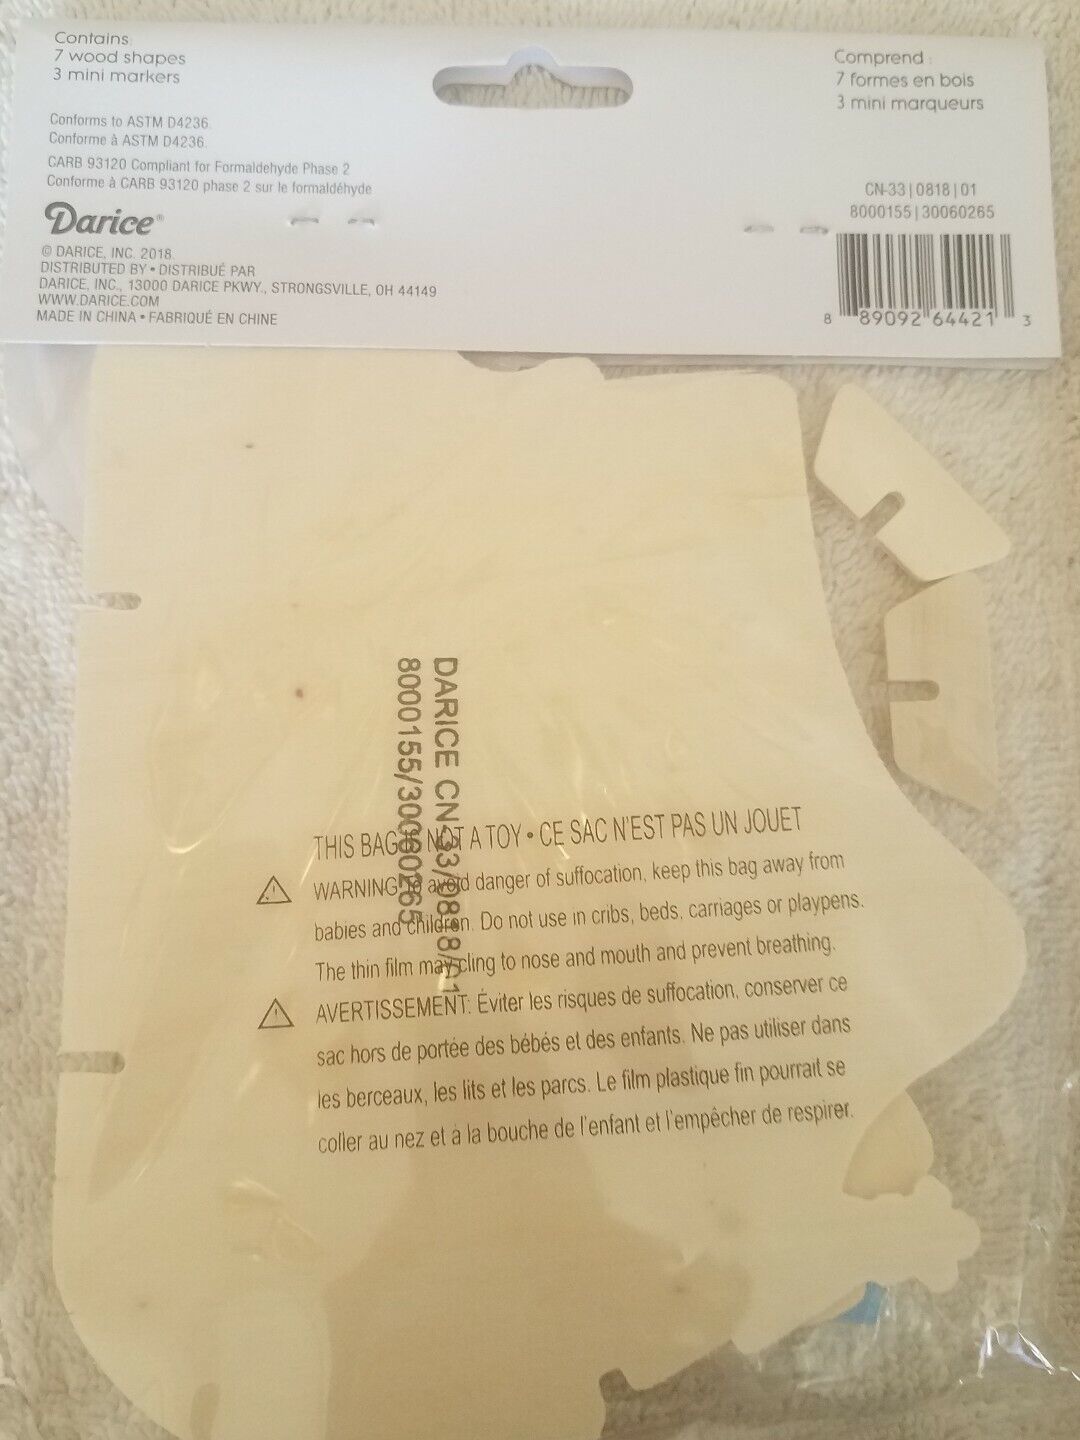 Contains:
7 wood shapes
3 mini markers
Conforms to ASTM D4236.
Conforme à ASTM D4236.
CARB 93120 Compliant for Formaldehyde Phase 2
Conforme à CARB 93120 phase 2 sur le formaldéhyde
Darice®
© DARICE, INC. 2018.
DISTRIBUTED BY • DISTRIBUÉ PAR
DARICE, INC., 13000 DARICE PKWY., STRONGSVILLE, OH 44149
WWW.DARICE.COM
MADE IN CHINA • FABRIQUÉ EN CHINE
Comprend :
7 formes en bois
3 mini marqueurs
CN-33|0818|01
8000155|30060265
8 89092 64421 3
DARICE CN-33/0818/01
8000155/30060265
THIS BAG IS NOT A TOY • CE SAC N'EST PAS UN JOUET
WARNING: To avoid danger of suffocation, keep this bag away from
babies and children. Do not use in cribs, beds, carriages or playpens.
The thin film may cling to nose and mouth and prevent breathing.
AVERTISSEMENT: Éviter les risques de suffocation, conserver ce
sac hors de portée des bébés et des enfants. Ne pas utiliser dans
les berceaux, les lits et les parcs. Le film plastique fin pourrait se
coller au nez et à la bouche de l'enfant et l'empêcher de respirer.